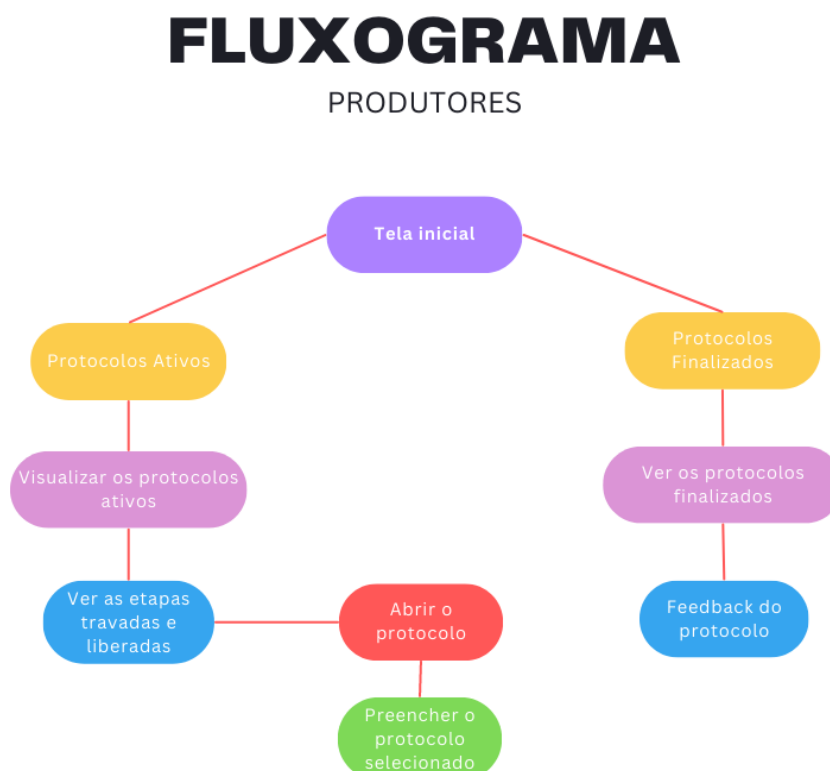 FLUXOGRAMA
PRODUTORES
Tela inicial
Protocolos Ativos
Protocolos
Finalizados
Visualizar os protocolos
ativos
Ver os protocolos
finalizados
Ver as etapas
travadas e
liberadas
Abrir o
protocolo
Feedback do
protocolo
Preencher o
protocolo
selecionado